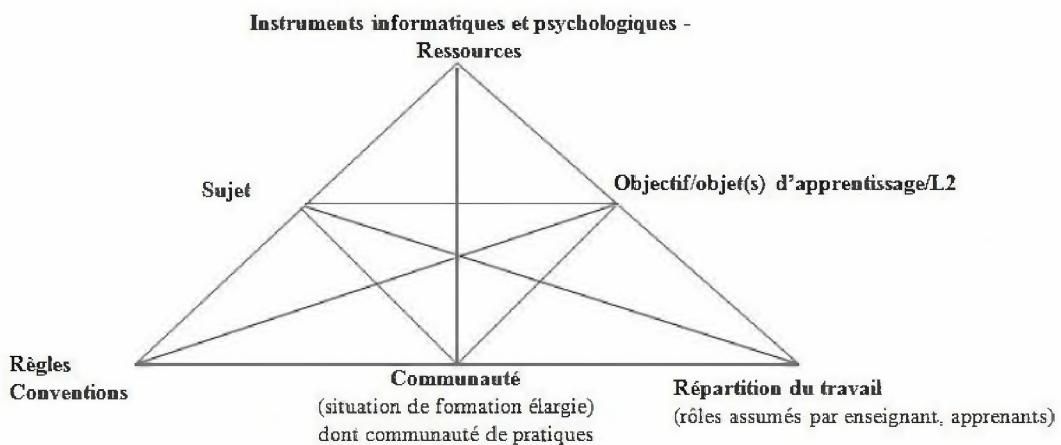 Instruments informatiques et psychologiques -
Ressources
Sujet
Objectif/objet(s) d'apprentissage/L2
Règles
Conventions
Communauté
(situation de formation élargie)
dont communauté de pratiques
Répartition du travail
(rôles assumés par enseignant, apprenants)